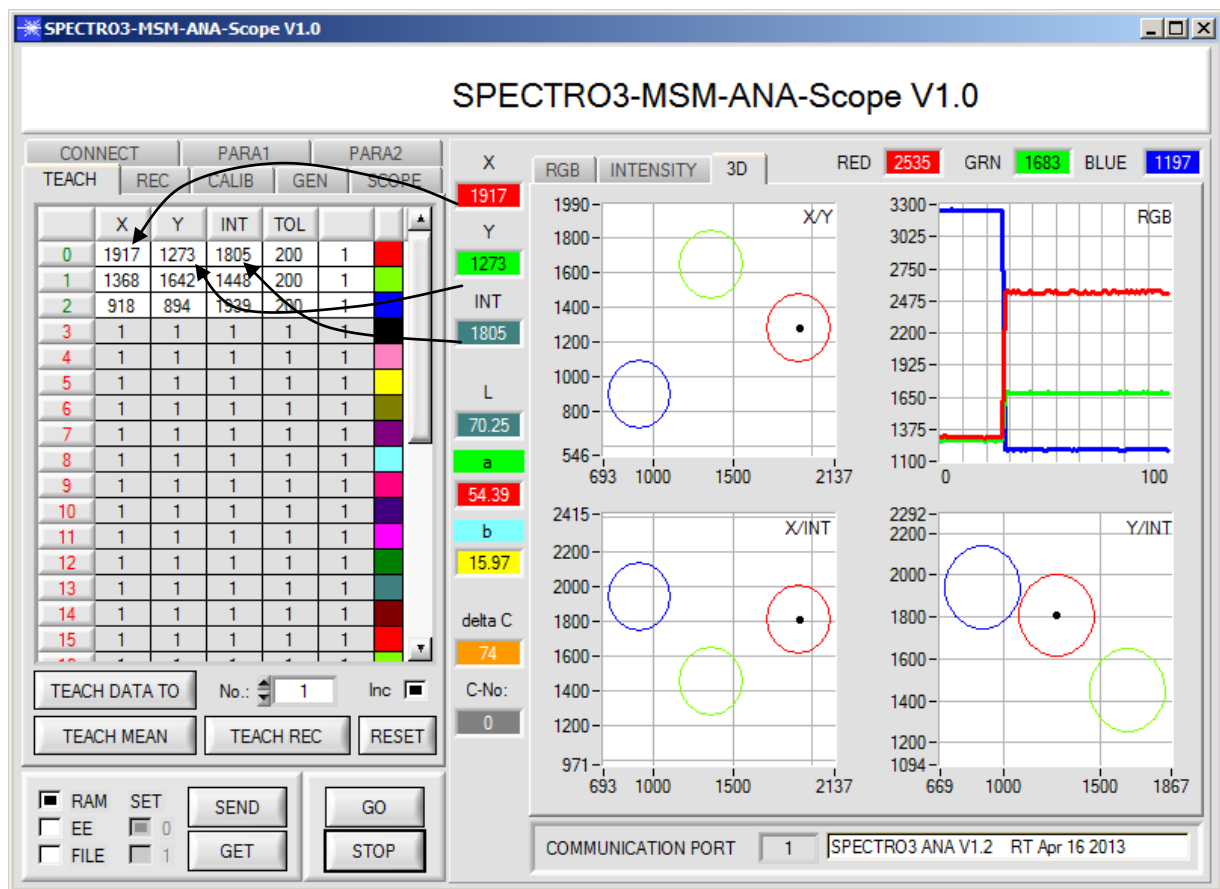 SPECTRO3-MSM-ANA-Scope V1.0
SPECTRO3-MSM-ANA-Scope V1.0
CONNECT PARA1 PARA2
TEACH REC CALIB GEN SCOPE
X Y INT TOL
0 1917 1273 1805 200 1
1 1368 1642 1448 200 1
2 918 894 1939 200 1
3 1 1 1 1 1
4 1 1 1 1 1
5 1 1 1 1 1
6 1 1 1 1 1
7 1 1 1 1 1
8 1 1 1 1 1
9 1 1 1 1 1
10 1 1 1 1 1
11 1 1 1 1 1
12 1 1 1 1 1
13 1 1 1 1 1
14 1 1 1 1 1
15 1 1 1 1 1
TEACH DATA TO No.: 1 Inc
TEACH MEAN TEACH REC RESET
RAM SET SEND GO
EE 0
FILE 1 GET STOP
X
1917
Y
1273
INT
1805
L
70.25
a
54.39
b
15.97
delta C
74
C-No:
0
RGB INTENSITY 3D RED 2535 GRN 1683 BLUE 1197
X/Y
1990
1800
1600
1400
1200
1000
800
546
693 1000 1500 2137
RGB
3300
3025
2750
2475
2200
1925
1650
1375
1100
0 100
X/INT
2415
2200
2000
1800
1600
1400
1200
971
693 1000 1500 2137
Y/INT
2292
2000
1800
1600
1400
1200
1094
669 1000 1500 1867
COMMUNICATION PORT 1 SPECTRO3 ANA V1.2 RT Apr 16 2013